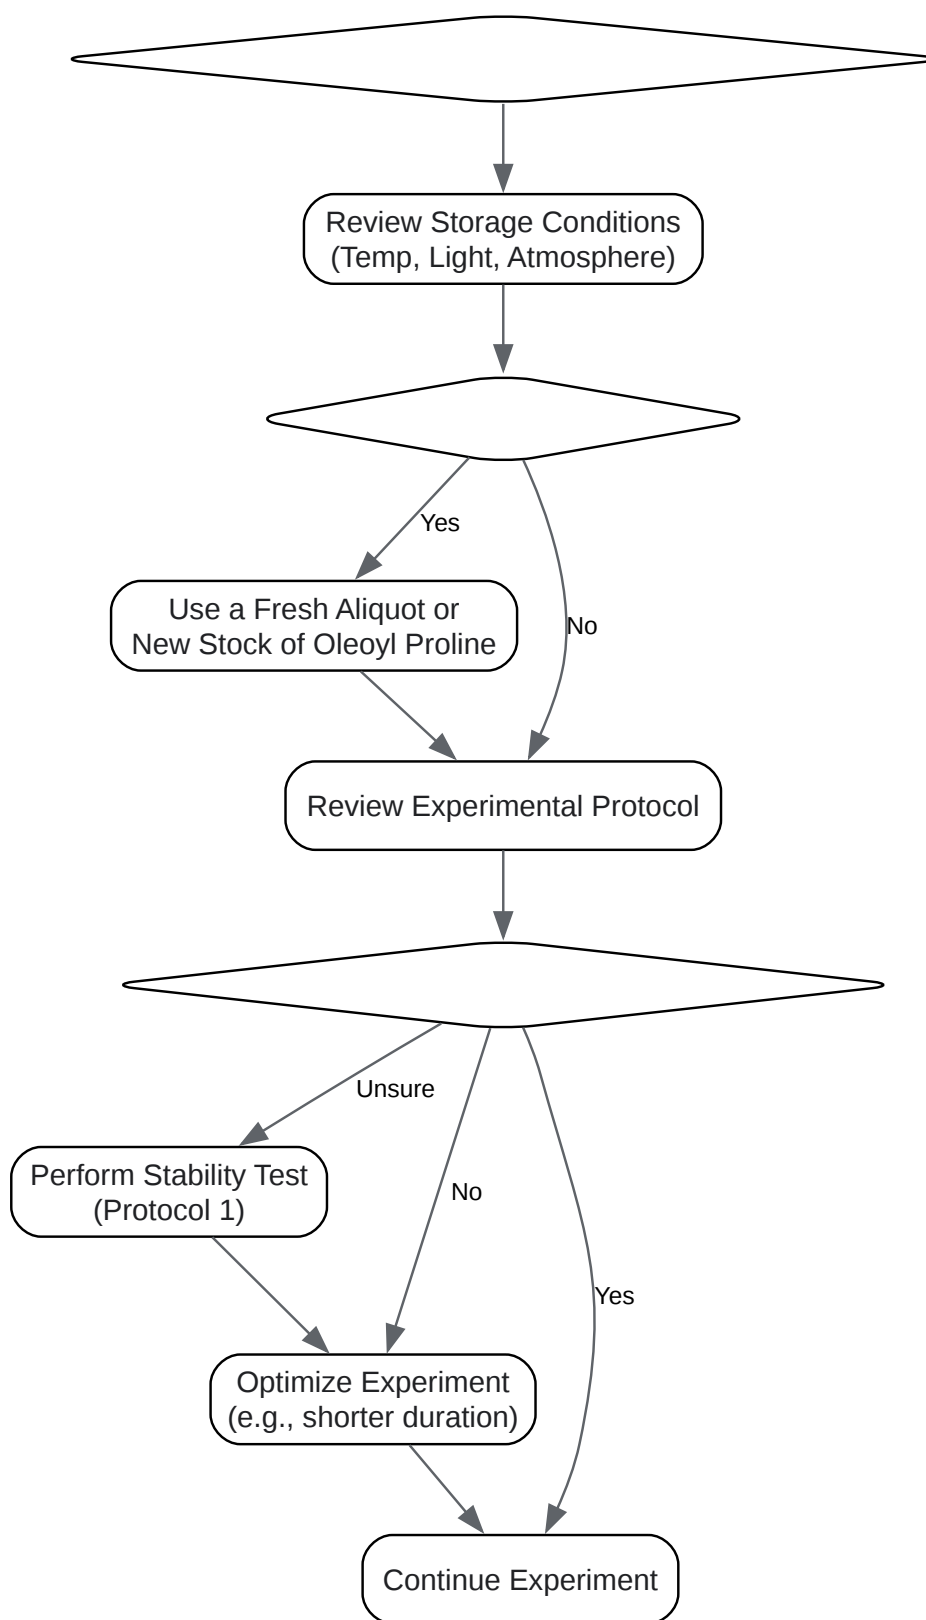 Review Storage Conditions
(Temp, Light, Atmosphere)
Yes
Use a Fresh Aliquot or
New Stock of Oleoyl Proline
No
Review Experimental Protocol
Unsure
Perform Stability Test
(Protocol 1)
No
Yes
Optimize Experiment
(e.g., shorter duration)
Continue Experiment